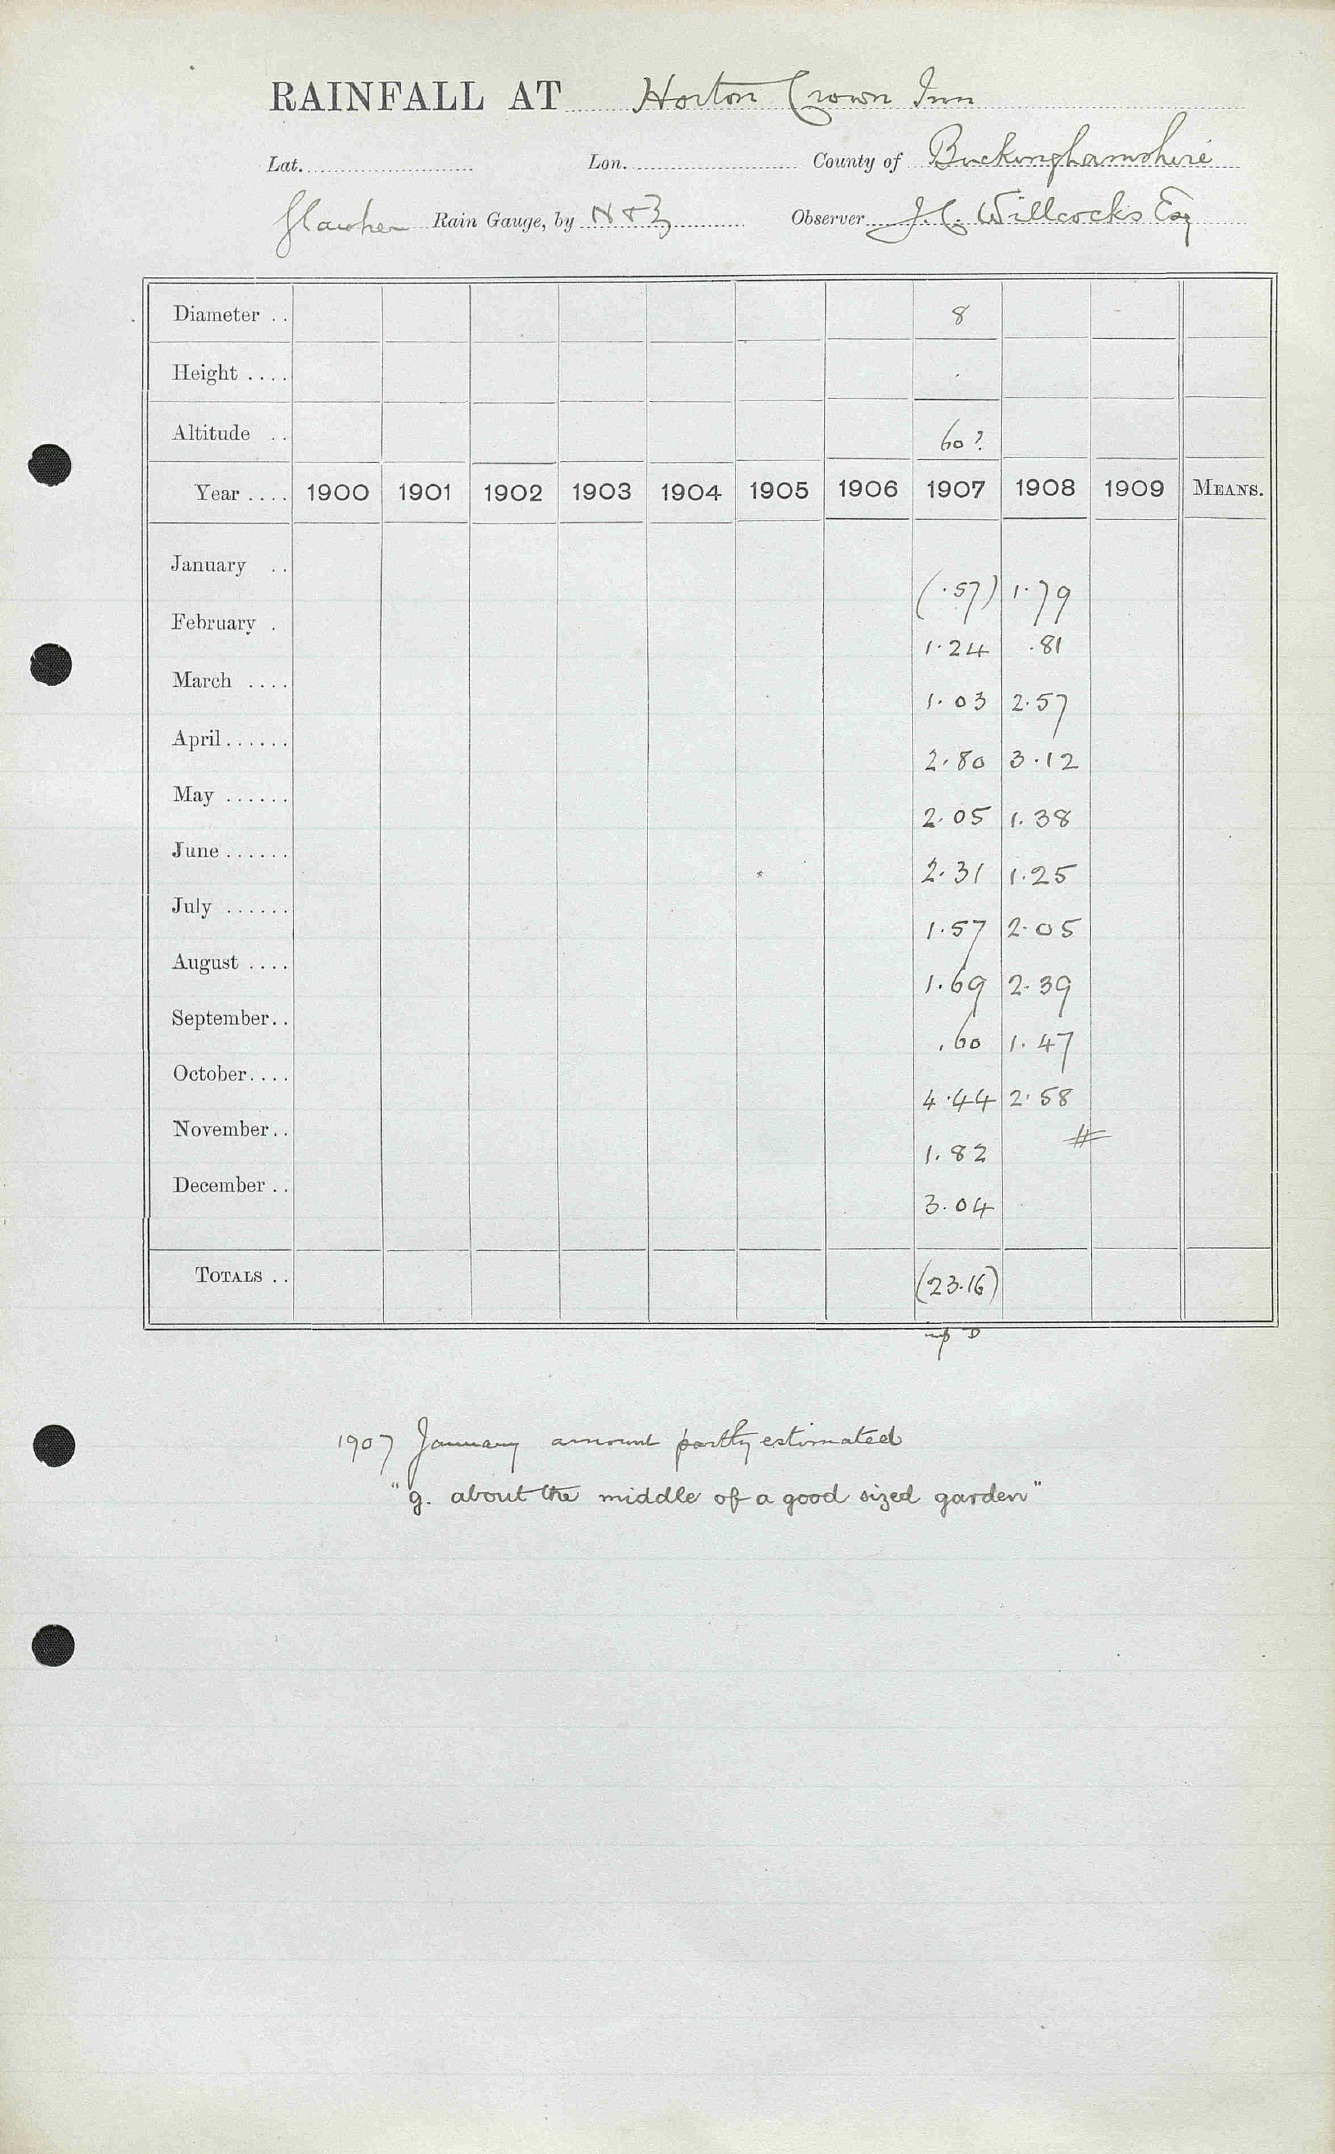 RAINFALL AT Horton Crown Inn
Lat. Lon. County of Buckinghamshire
Glaisher Rain Gauge, by N & Z Observer J. C. Willcocks Esq
Diameter .. 8
Height ....
Altitude .. 60?
Year .... 1900 1901 1902 1903 1904 1905 1906 1907 1908 1909 MEANS.
January .. (.57) 1.79
February . 1.24 .81
March .... 1.03 2.57
April...... 2.80 3.12
May ...... 2.05 1.38
June ...... 2.31 1.25
July ...... 1.57 2.05
August .... 1.69 2.39
September.. .60 1.47
October.... 4.44 2.58
November.. 1.82 #
December .. 3.04
TOTALS .. (23.16)
1907 January amount partly estimated
"g. about the middle of a good sized garden"